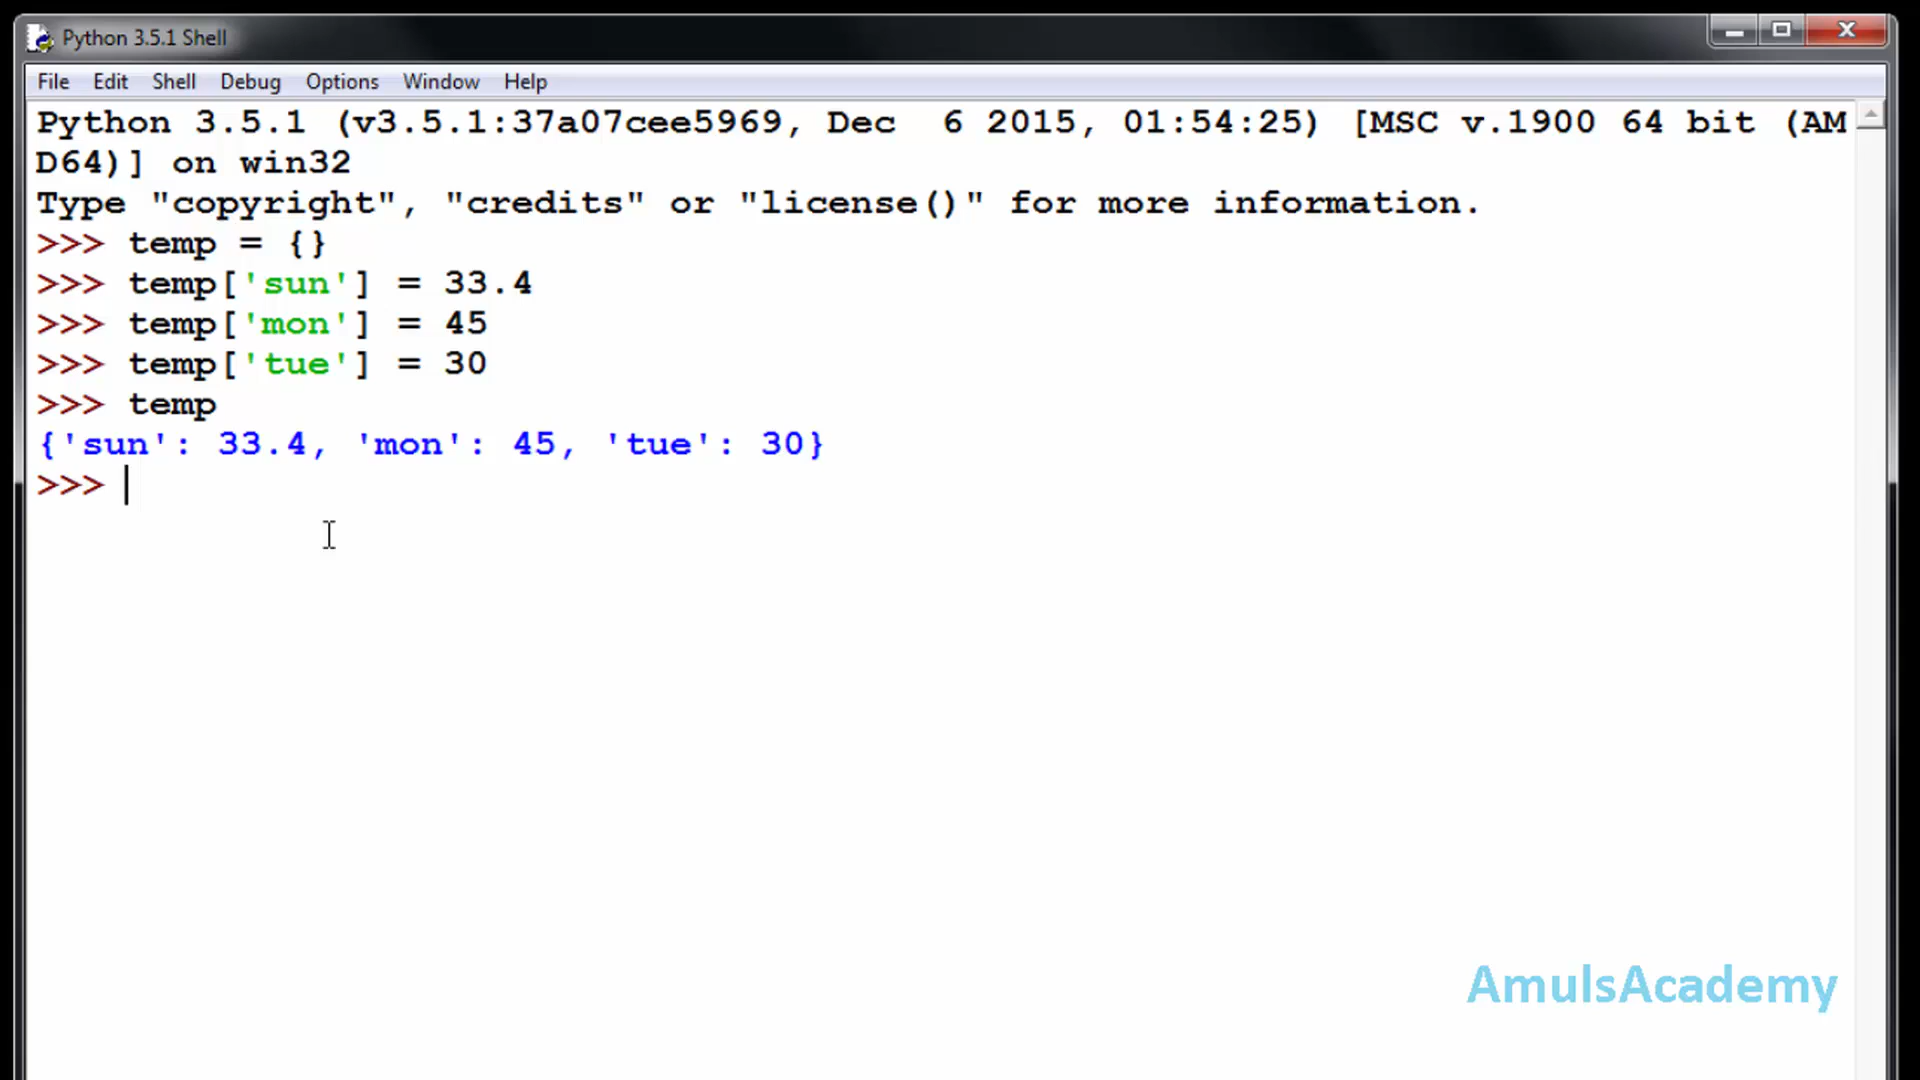 Python 3.5.1 Shell
File Edit Shell Debug Options Window Help
Python 3.5.1 (v3.5.1:37a07cee5969, Dec  6 2015, 01:54:25) [MSC v.1900 64 bit (AM
D64)] on win32
Type "copyright", "credits" or "license()" for more information.
>>> temp = {}
>>> temp['sun'] = 33.4
>>> temp['mon'] = 45
>>> temp['tue'] = 30
>>> temp
{'sun': 33.4, 'mon': 45, 'tue': 30}
>>>
AmulsAcademy